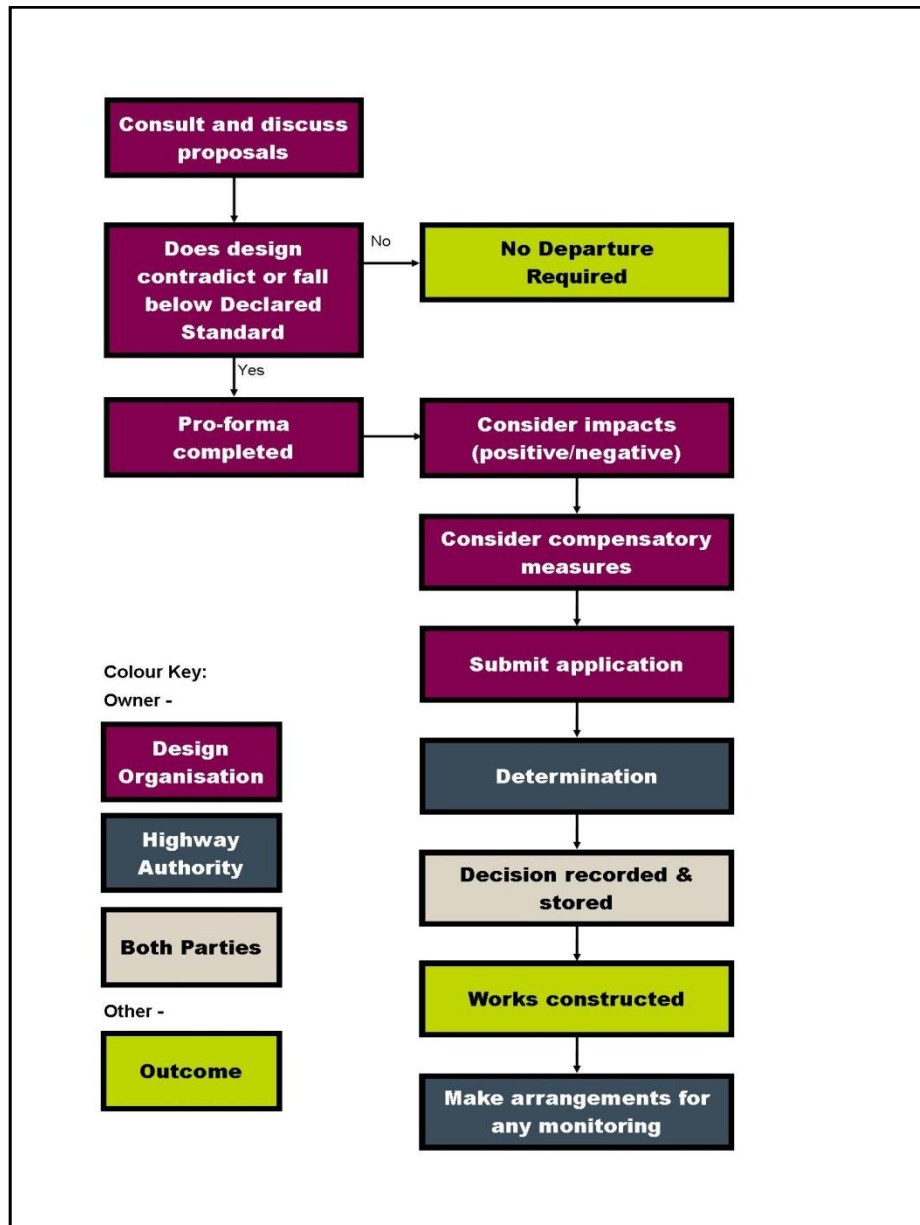 Consult and discuss
proposals
Does design
contradict or fall
below Declared
Standard
No
No Departure
Required
Yes
Pro-forma
completed
Consider impacts
(positive/negative)
Consider compensatory
measures
Submit application
Determination
Decision recorded &
stored
Works constructed
Make arrangements for
any monitoring
Colour Key:
Owner -
Design
Organisation
Highway
Authority
Both Parties
Other -
Outcome